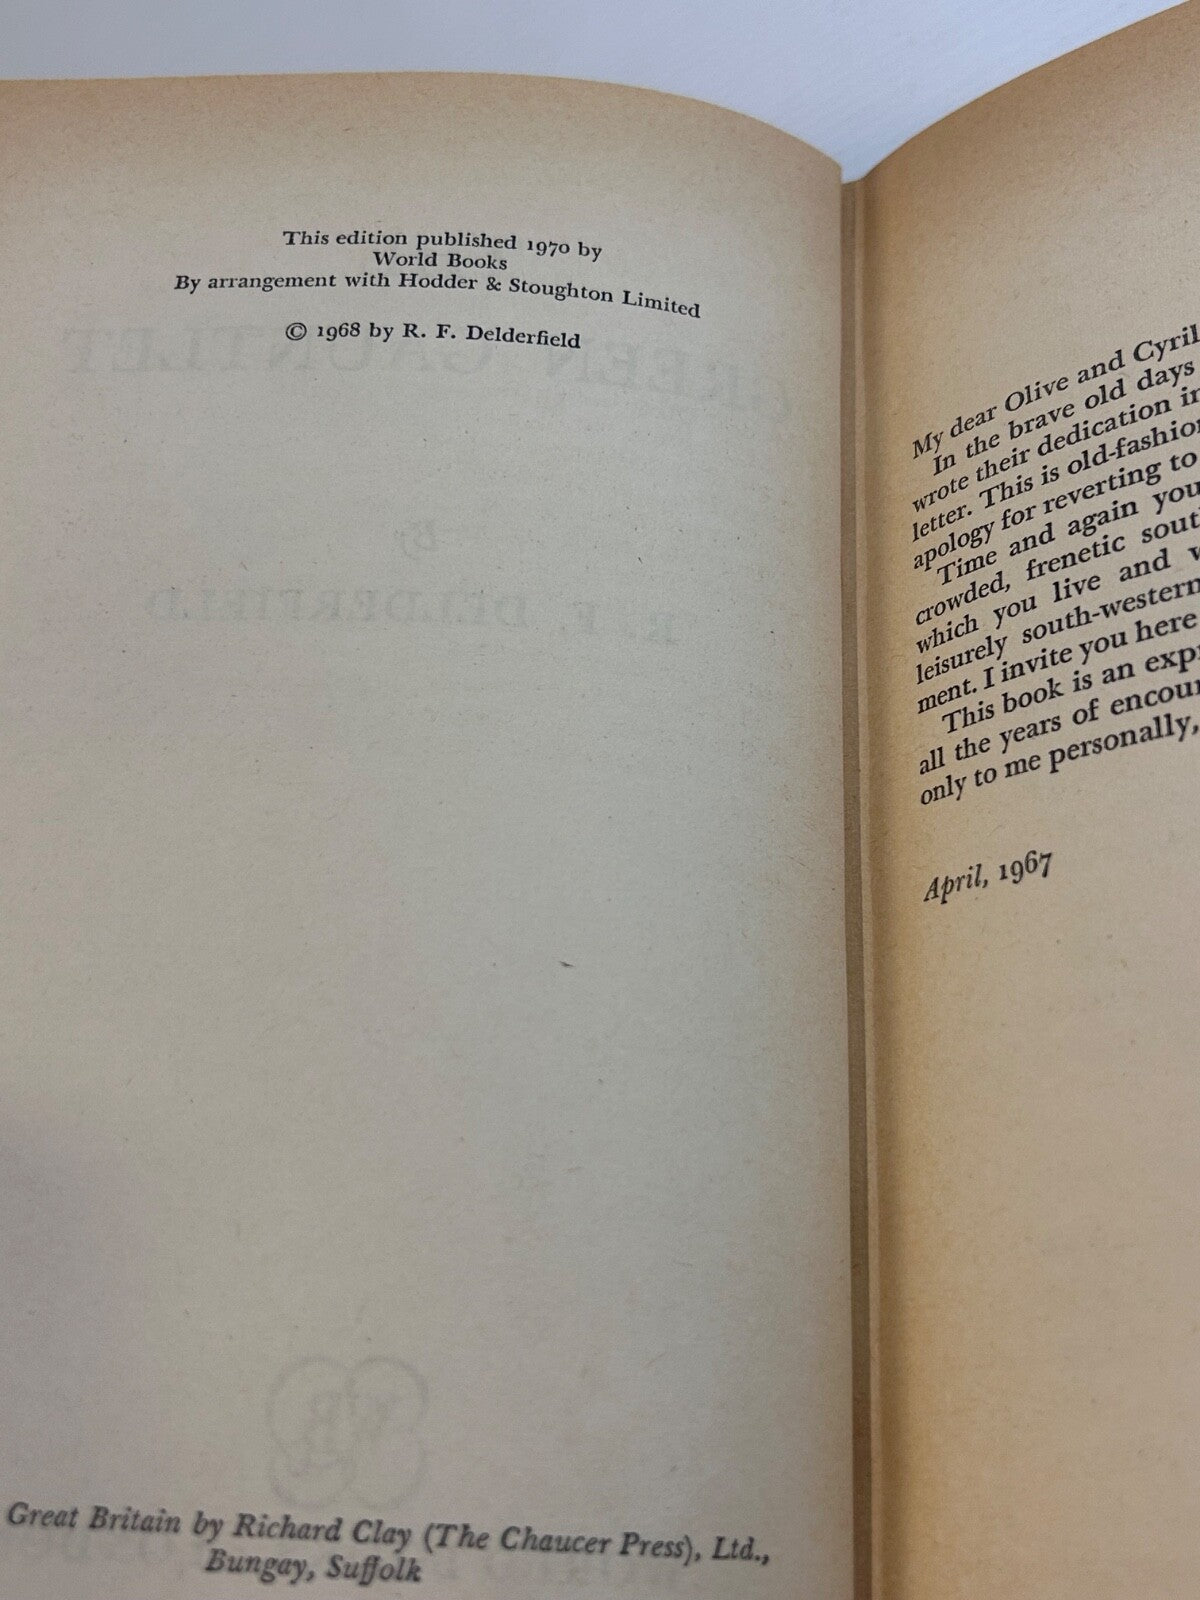 This edition published 1970 by
World Books
By arrangement with Hodder & Stoughton Limited
© 1968 by R. F. Delderfield
Great Britain by Richard Clay (The Chaucer Press), Ltd.,
Bungay, Suffolk
My dear Olive and Cyril
In the brave old days
wrote their dedication in
letter. This is old-fashion
apology for reverting to
Time and again you
crowded, frenetic sout
which you live and w
leisurely south-western
ment. I invite you here
This book is an expr
all the years of encour
only to me personally,
April, 1967